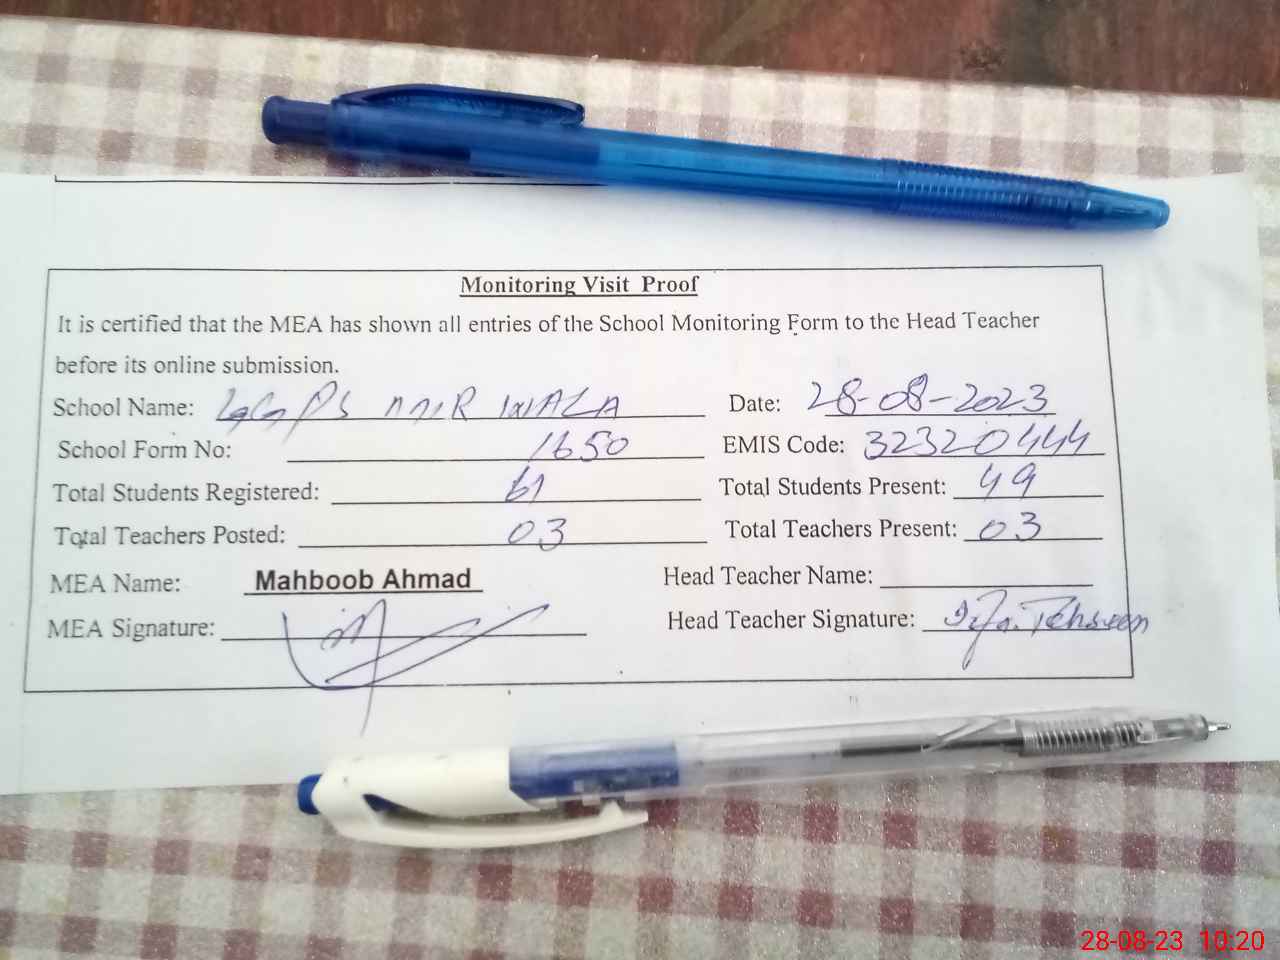 Monitoring Visit Proof
It is certified that the MEA has shown all entries of the School Monitoring Form to the Head Teacher
before its online submission.
School Name: GGPS MIR WALA Date: 28-08-2023
School Form No: 1650 EMIS Code: 32320444
Total Students Registered: 61 Total Students Present: 49
Total Teachers Posted: 03 Total Teachers Present: 03
MEA Name: Mahboob Ahmad Head Teacher Name:
MEA Signature: Head Teacher Signature: Tehseen
28-08-23 10:20